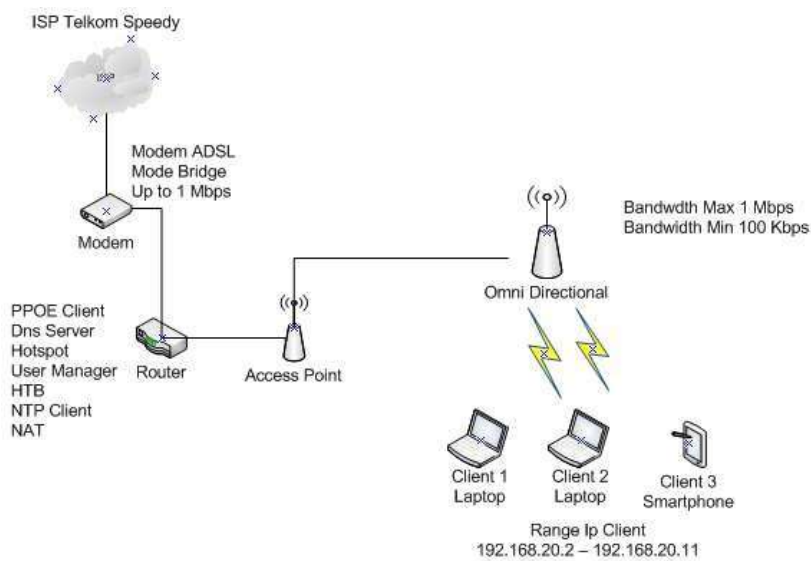 ISP Telkom Speedy
ISP
Modem ADSL
Mode Bridge
Up to 1 Mbps
Modem
Bandwdth Max 1 Mbps
Bandwidth Min 100 Kbps
Omni Directional
PPOE Client
Dns Server
Hotspot
User Manager
HTB
NTP Client
NAT
Router
Access Point
Client 1
Laptop
Client 2
Laptop
Client 3
Smartphone
Range Ip Client
192.168.20.2 – 192.168.20.11